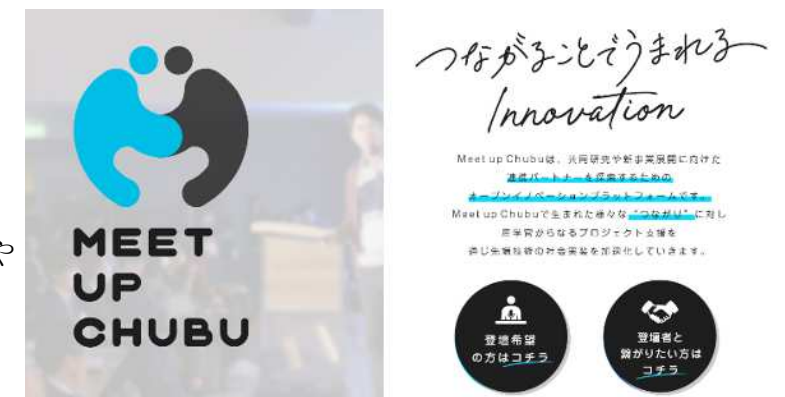 や
MEET
UP
CHUBU
つながることでうまれる
Innovation
Meet up Chubuは、共同研究や新事業展開に向けた
連携パートナーを探索するための
オープンイノベーションプラットフォームです。
Meet up Chubuで生まれた様々な“つながり”に対し
産学官からなるプロジェクト支援を
通じ先端技術の社会実装を加速化していきます。
登壇希望
の方はコチラ
登壇者と
繋がりたい方は
コチラ